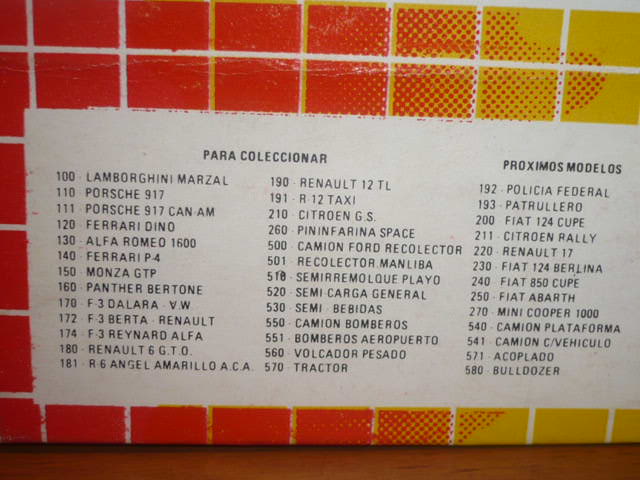 PARA COLECCIONAR
100 · LAMBORGHINI MARZAL
110 · PORSCHE 917
111 · PORSCHE 917 CAN-AM
120 · FERRARI DINO
130 · ALFA ROMEO 1600
140 · FERRARI P-4
150 · MONZA GTP
160 · PANTHER BERTONE
170 · F-3 DALARA · V.W
172 · F-3 BERTA · RENAULT
174 · F-3 REYNARD ALFA
180 · RENAULT 6 G.T.O.
181 · R 6 ANGEL AMARILLO A.C.A.
190 · RENAULT 12 TL
191 · R-12 TAXI
210 · CITROEN G.S.
260 · PININFARINA SPACE
500 · CAMION FORD RECOLECTOR
501 · RECOLECTOR MANLIBA
510 · SEMIRREMOLQUE PLAYO
520 · SEMI CARGA GENERAL
530 · SEMI · BEBIDAS
550 · CAMION BOMBEROS
551 · BOMBEROS AEROPUERTO
560 · VOLCADOR PESADO
570 · TRACTOR
PROXIMOS MODELOS
192 · POLICIA FEDERAL
193 · PATRULLERO
200 · FIAT 124 CUPE
211 · CITROEN RALLY
220 · RENAULT 17
230 · FIAT 124 BERLINA
240 · FIAT 850 CUPE
250 · FIAT ABARTH
270 · MINI COOPER 1000
540 · CAMION PLATAFORMA
541 · CAMION C/VEHICULO
571 · ACOPLADO
580 · BULLDOZER